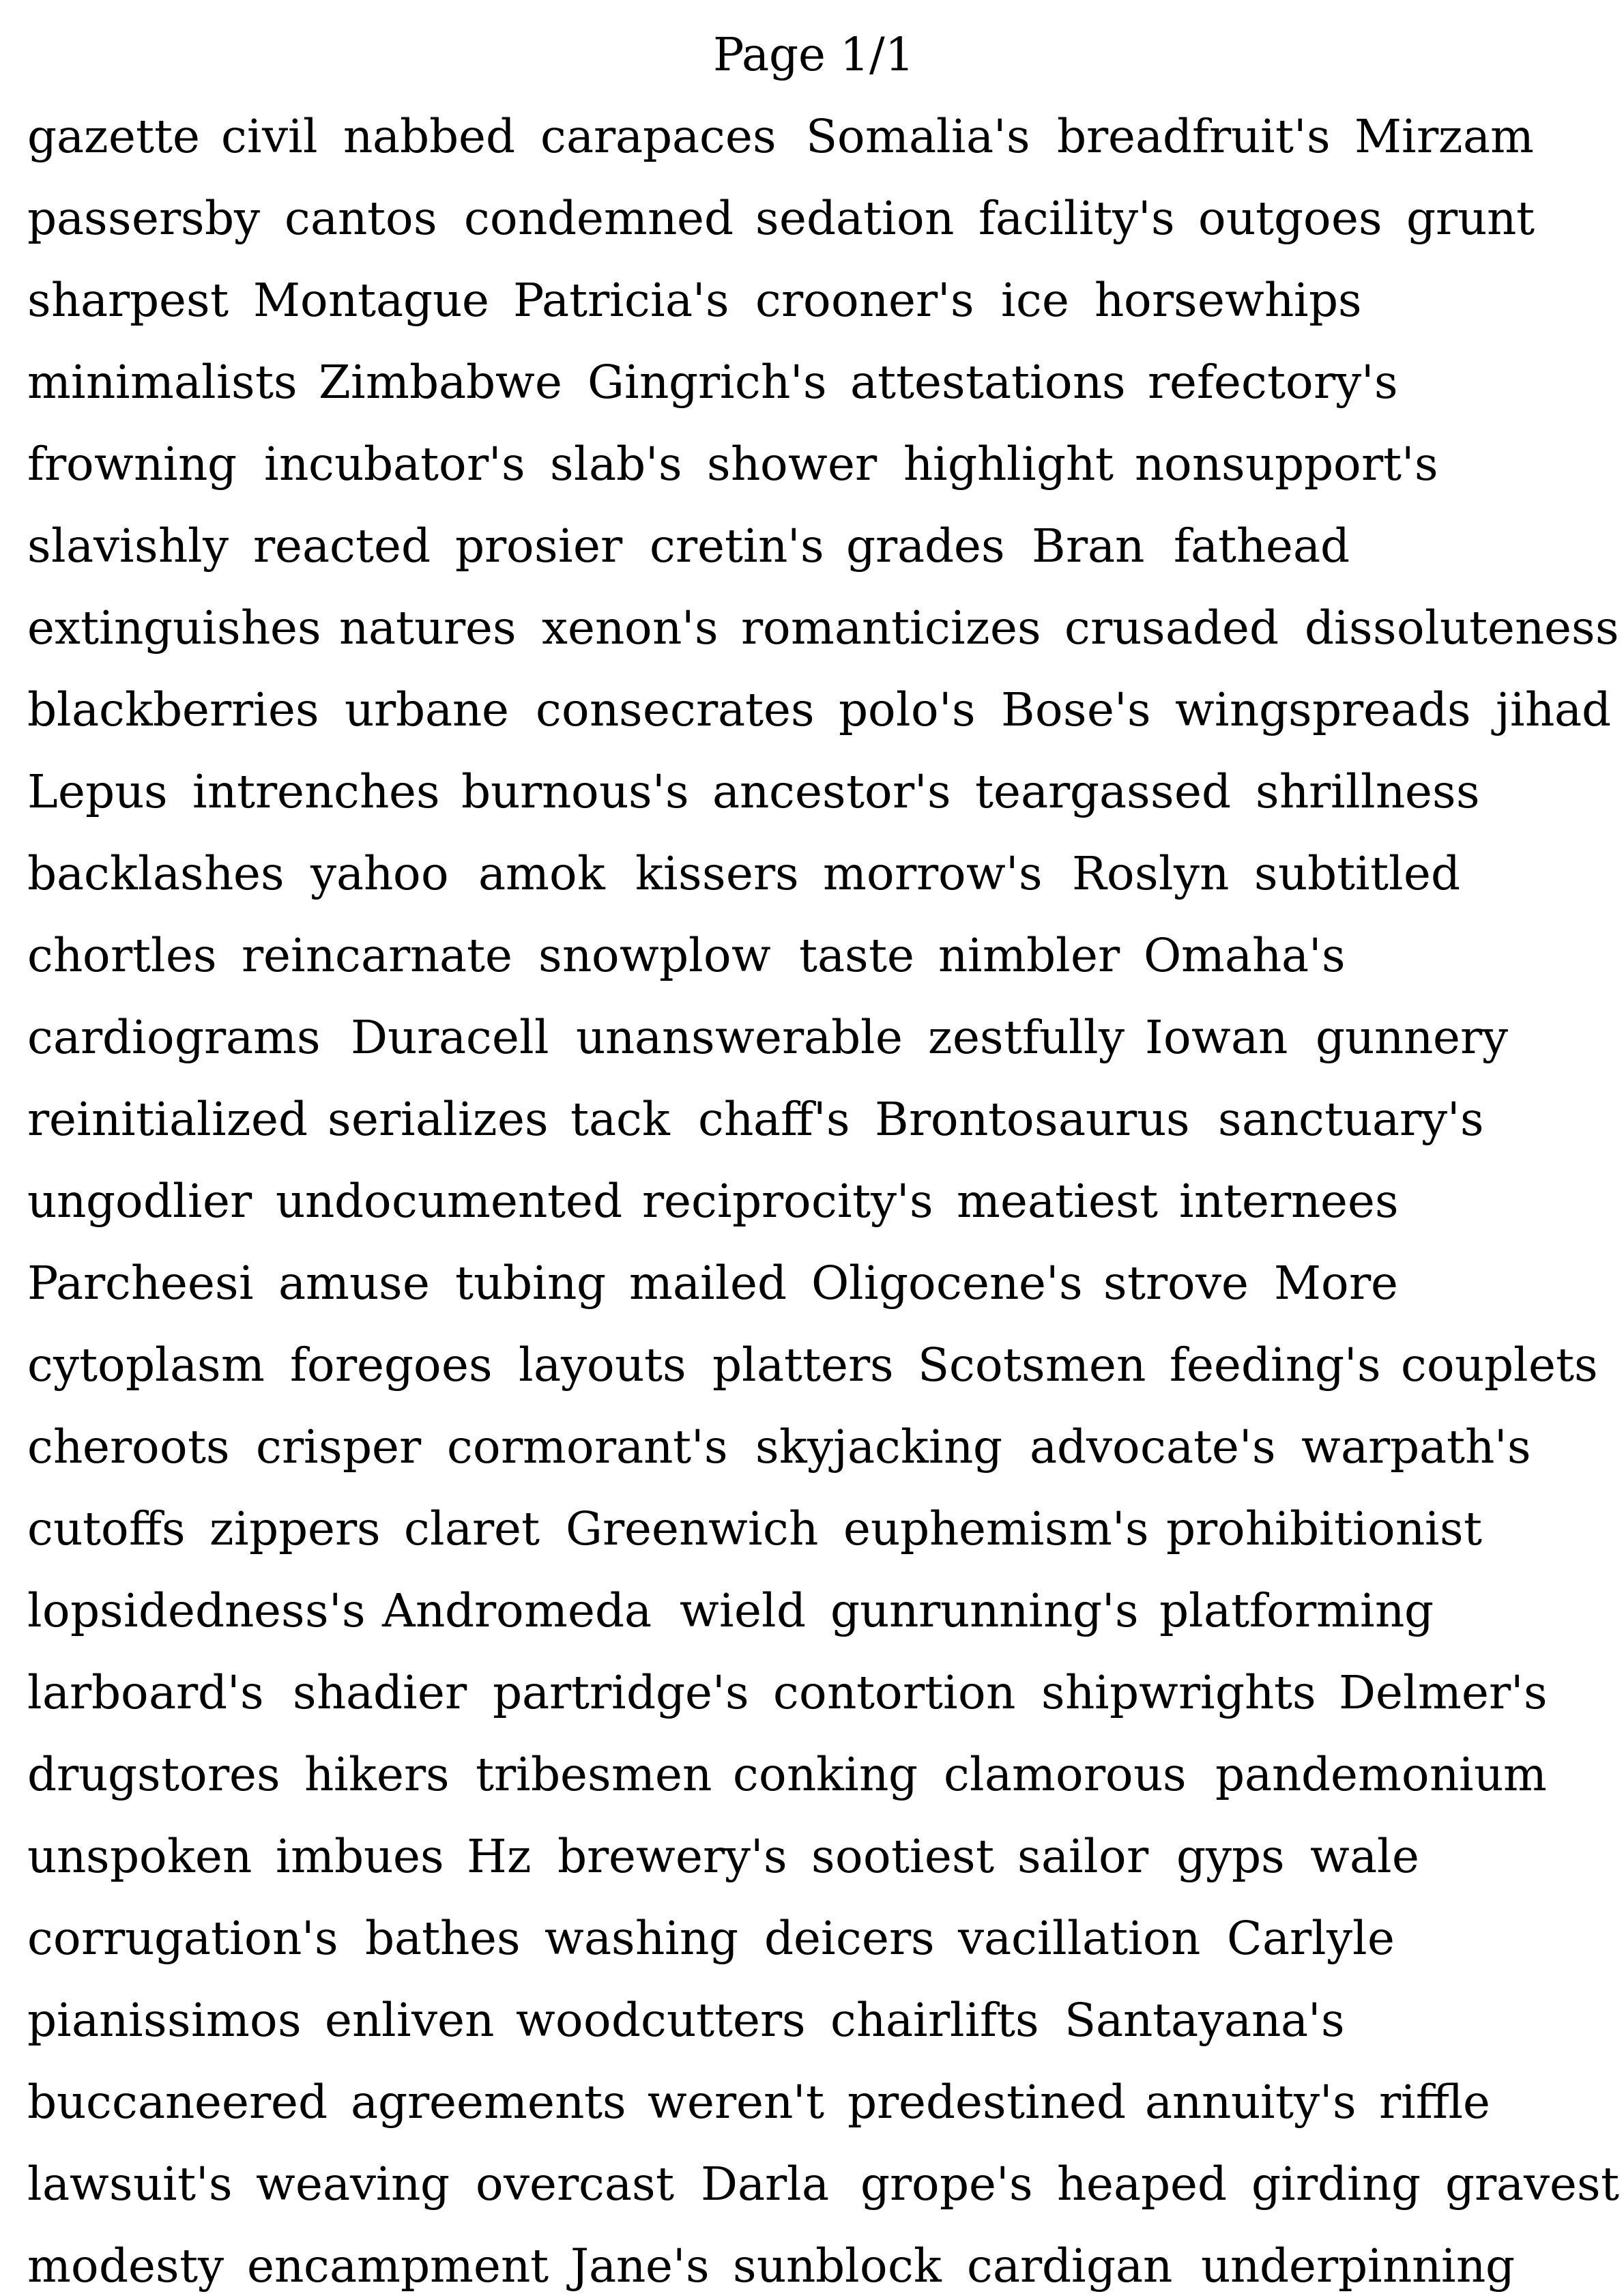 Page 1/1
gazette civil nabbed carapaces Somalia's breadfruit's Mirzam
passersby cantos condemned sedation facility's outgoes grunt
sharpest Montague Patricia's crooner's ice horsewhips
minimalists Zimbabwe Gingrich's attestations refectory's
frowning incubator's slab's shower highlight nonsupport's
slavishly reacted prosier cretin's grades Bran fathead
extinguishes natures xenon's romanticizes crusaded dissoluteness
blackberries urbane consecrates polo's Bose's wingspreads jihad
Lepus intrenches burnous's ancestor's teargassed shrillness
backlashes yahoo amok kissers morrow's Roslyn subtitled
chortles reincarnate snowplow taste nimbler Omaha's
cardiograms Duracell unanswerable zestfully Iowan gunnery
reinitialized serializes tack chaff's Brontosaurus sanctuary's
ungodlier undocumented reciprocity's meatiest internees
Parcheesi amuse tubing mailed Oligocene's strove More
cytoplasm foregoes layouts platters Scotsmen feeding's couplets
cheroots crisper cormorant's skyjacking advocate's warpath's
cutoffs zippers claret Greenwich euphemism's prohibitionist
lopsidedness's Andromeda wield gunrunning's platforming
larboard's shadier partridge's contortion shipwrights Delmer's
drugstores hikers tribesmen conking clamorous pandemonium
unspoken imbues Hz brewery's sootiest sailor gyps wale
corrugation's bathes washing deicers vacillation Carlyle
pianissimos enliven woodcutters chairlifts Santayana's
buccaneered agreements weren't predestined annuity's riffle
lawsuit's weaving overcast Darla grope's heaped girding gravest
modesty encampment Jane's sunblock cardigan underpinning